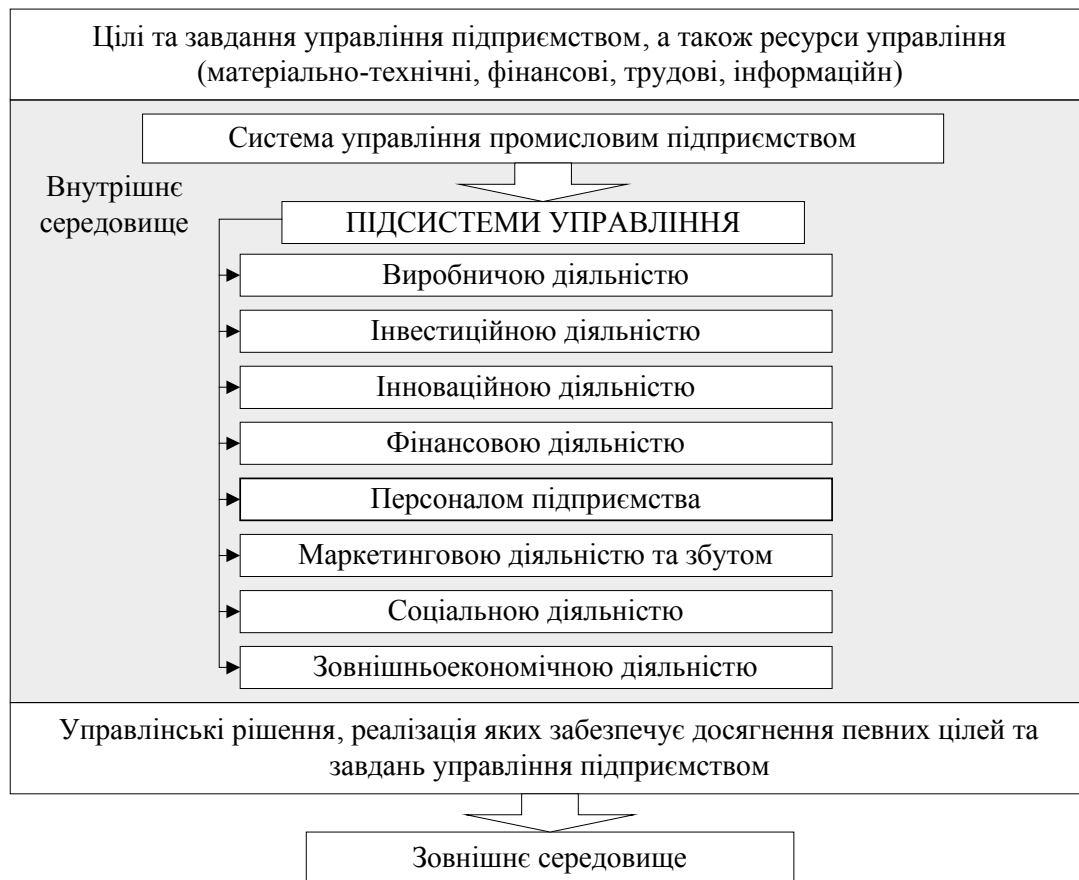 Цілі та завдання управління підприємством, а також ресурси управління
(матеріально-технічні, фінансові, трудові, інформаційн)
Система управління промисловим підприємством
Внутрішнє
середовище
ПІДСИСТЕМИ УПРАВЛІННЯ
Виробничою діяльністю
Інвестиційною діяльністю
Інноваційною діяльністю
Фінансовою діяльністю
Персоналом підприємства
Маркетинговою діяльністю та збутом
Соціальною діяльністю
Зовнішньоекономічною діяльністю
Управлінські рішення, реалізація яких забезпечує досягнення певних цілей та
завдань управління підприємством
Зовнішнє середовище